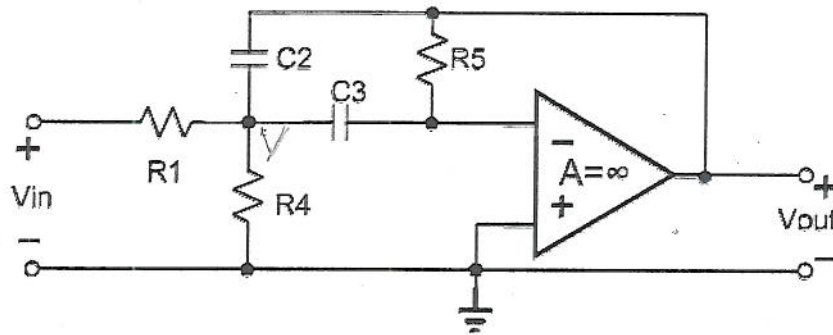 C2
R5
C3
V
R1
R4
A=∞
Vin
Vout
+
−
+
−
−
+